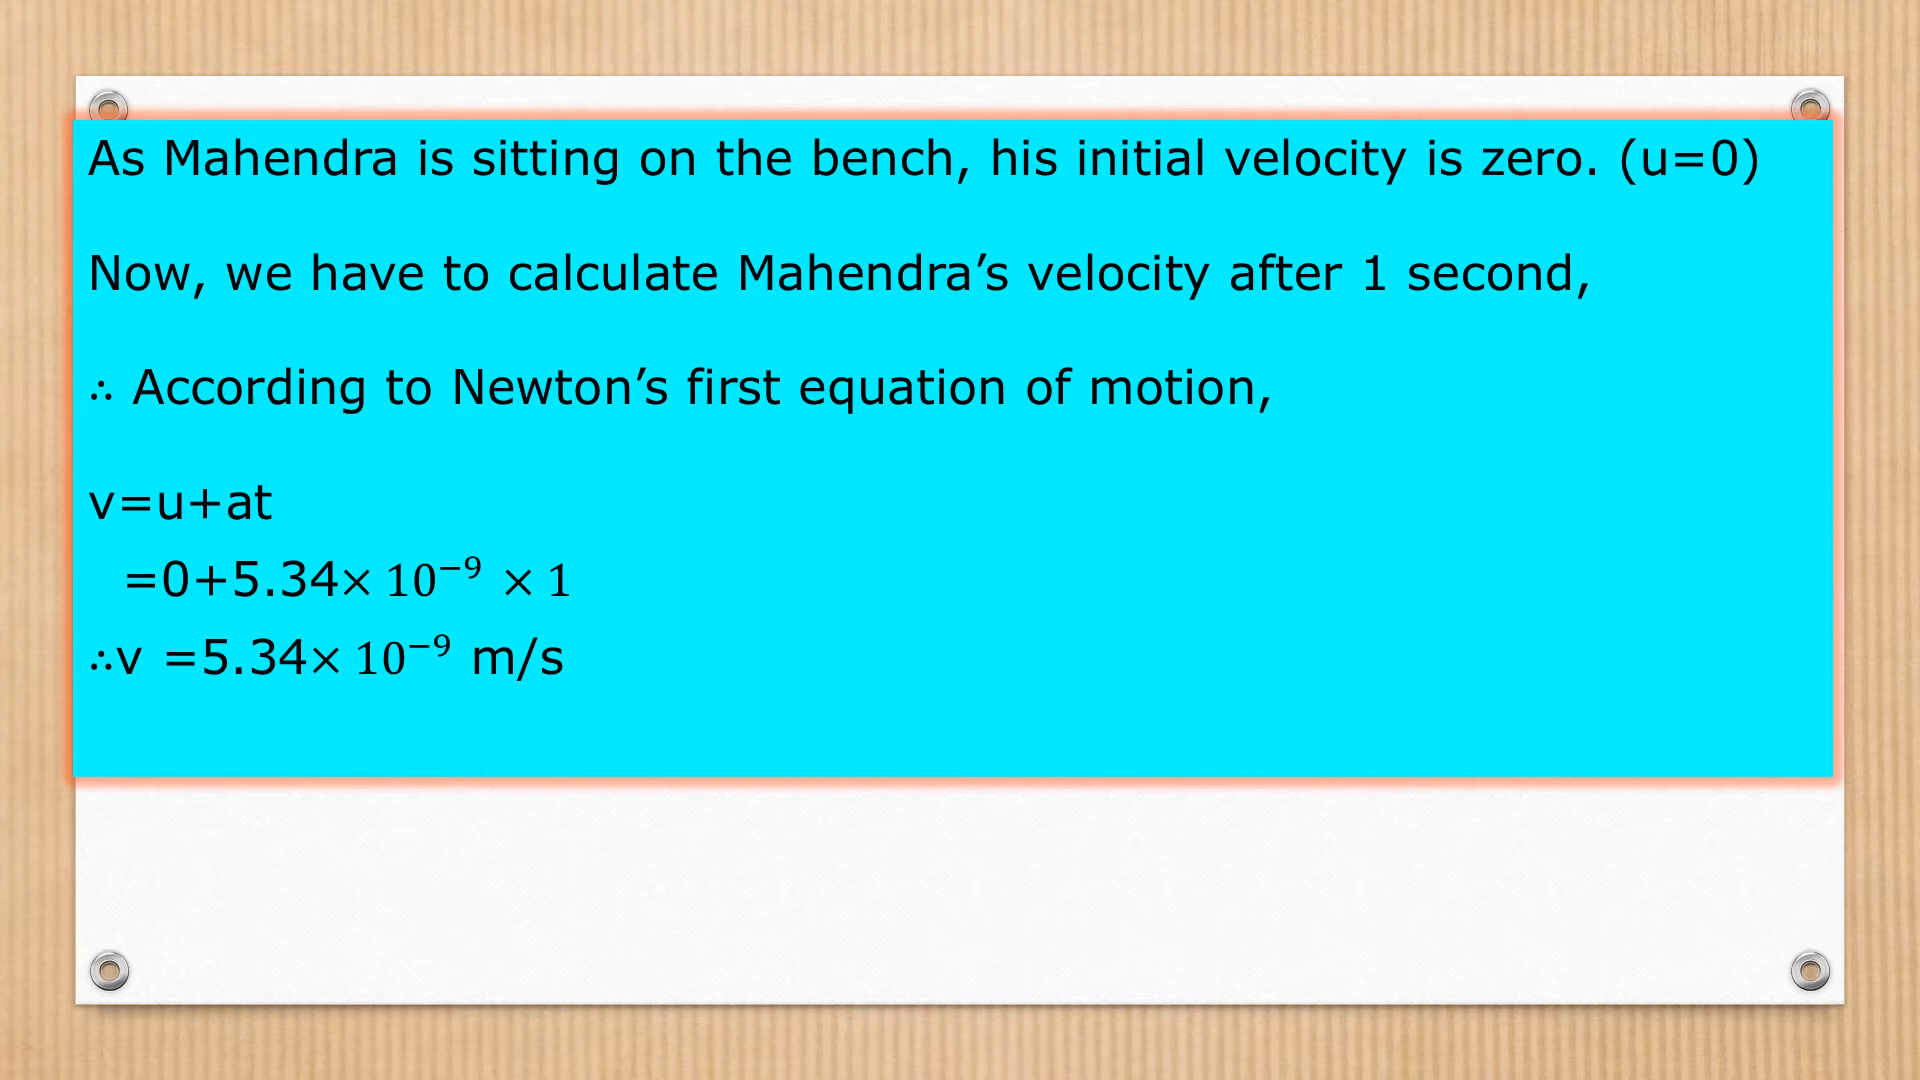 As Mahendra is sitting on the bench, his initial velocity is zero. (u=0)
Now, we have to calculate Mahendra’s velocity after 1 second,
∴ According to Newton’s first equation of motion,
v=u+at
=0+5.34× 10⁻⁹ × 1
∴v =5.34× 10⁻⁹ m/s